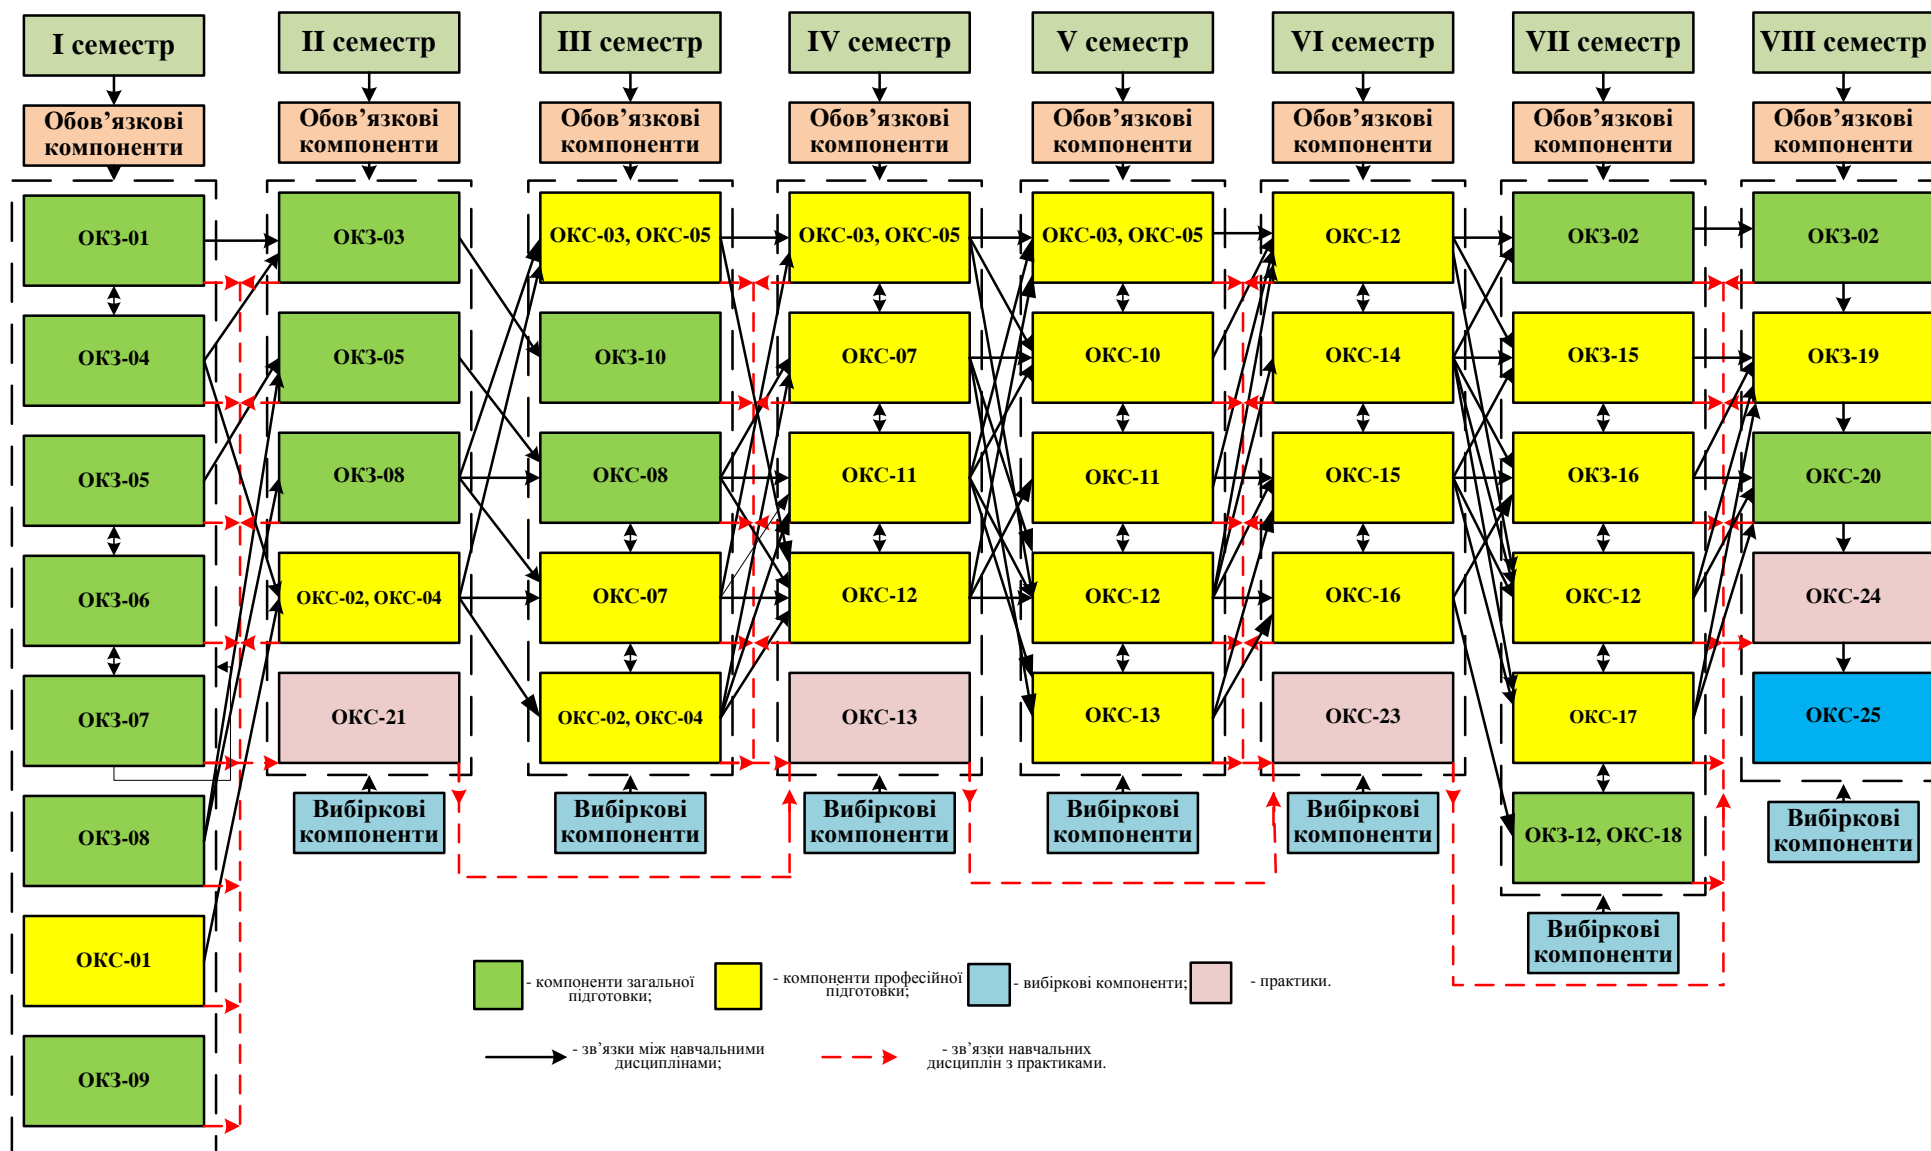 I семестр
II семестр
III семестр
IV семестр
V семестр
VI семестр
VII семестр
VIII семестр
Обов’язкові
компоненти
Обов’язкові
компоненти
Обов’язкові
компоненти
Обов’язкові
компоненти
Обов’язкові
компоненти
Обов’язкові
компоненти
Обов’язкові
компоненти
Обов’язкові
компоненти
ОКЗ-01
ОКЗ-03
ОКС-03, ОКС-05
ОКС-03, ОКС-05
ОКС-03, ОКС-05
ОКС-12
ОКЗ-02
ОКЗ-02
ОКЗ-04
ОКЗ-05
ОКЗ-10
ОКС-07
ОКС-10
ОКС-14
ОКЗ-15
ОКЗ-19
ОКЗ-05
ОКЗ-08
ОКС-08
ОКС-11
ОКС-11
ОКС-15
ОКЗ-16
ОКС-20
ОКЗ-06
ОКС-02, ОКС-04
ОКС-07
ОКС-12
ОКС-12
ОКС-16
ОКС-12
ОКС-24
ОКЗ-07
ОКС-21
ОКС-02, ОКС-04
ОКС-13
ОКС-13
ОКС-23
ОКС-17
ОКС-25
ОКЗ-08
Вибіркові
компоненти
Вибіркові
компоненти
Вибіркові
компоненти
Вибіркові
компоненти
Вибіркові
компоненти
ОКЗ-12, ОКС-18
Вибіркові
компоненти
ОКС-01
Вибіркові
компоненти
ОКЗ-09
- компоненти загальної
підготовки;
- компоненти професійної
підготовки;
- вибіркові компоненти;
- практики.
- зв’язки між навчальними
дисциплінами;
- зв’язки навчальних
дисциплін з практиками.